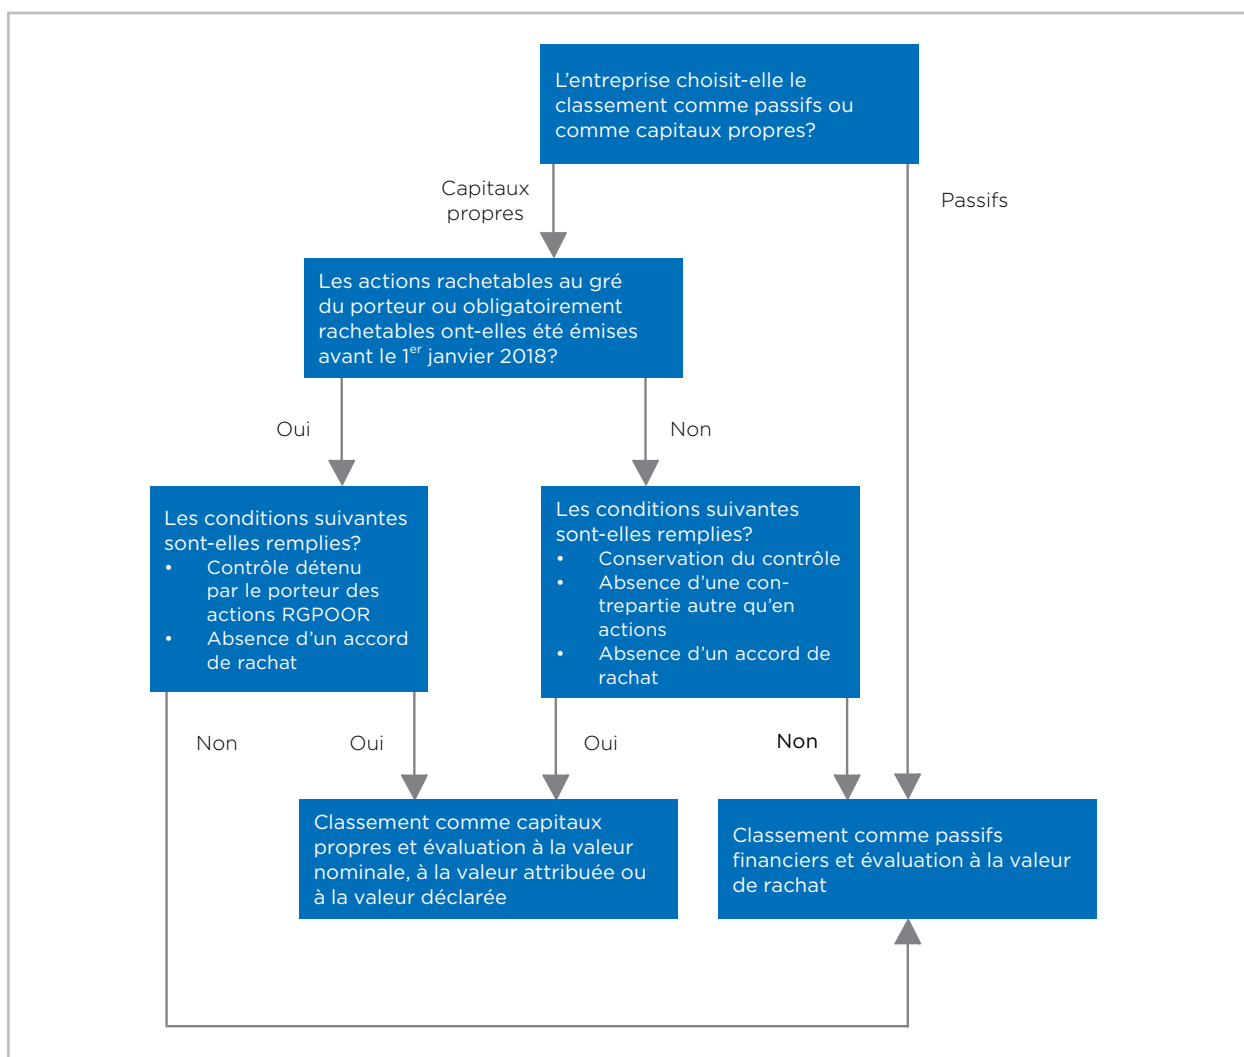 L’entreprise choisit-elle le
classement comme passifs ou
comme capitaux propres?
Capitaux
propres
Passifs
Les actions rachetables au gré
du porteur ou obligatoirement
rachetables ont-elles été émises
avant le 1er janvier 2018?
Oui
Non
Les conditions suivantes
sont-elles remplies?
• Contrôle détenu
par le porteur des
actions RGPOOR
• Absence d’un accord
de rachat
Les conditions suivantes
sont-elles remplies?
• Conservation du contrôle
• Absence d’une con-
trepartie autre qu’en
actions
• Absence d’un accord de
rachat
Non
Oui
Oui
Non
Classement comme capitaux
propres et évaluation à la valeur
nominale, à la valeur attribuée ou
à la valeur déclarée
Classement comme passifs
financiers et évaluation à la valeur
de rachat